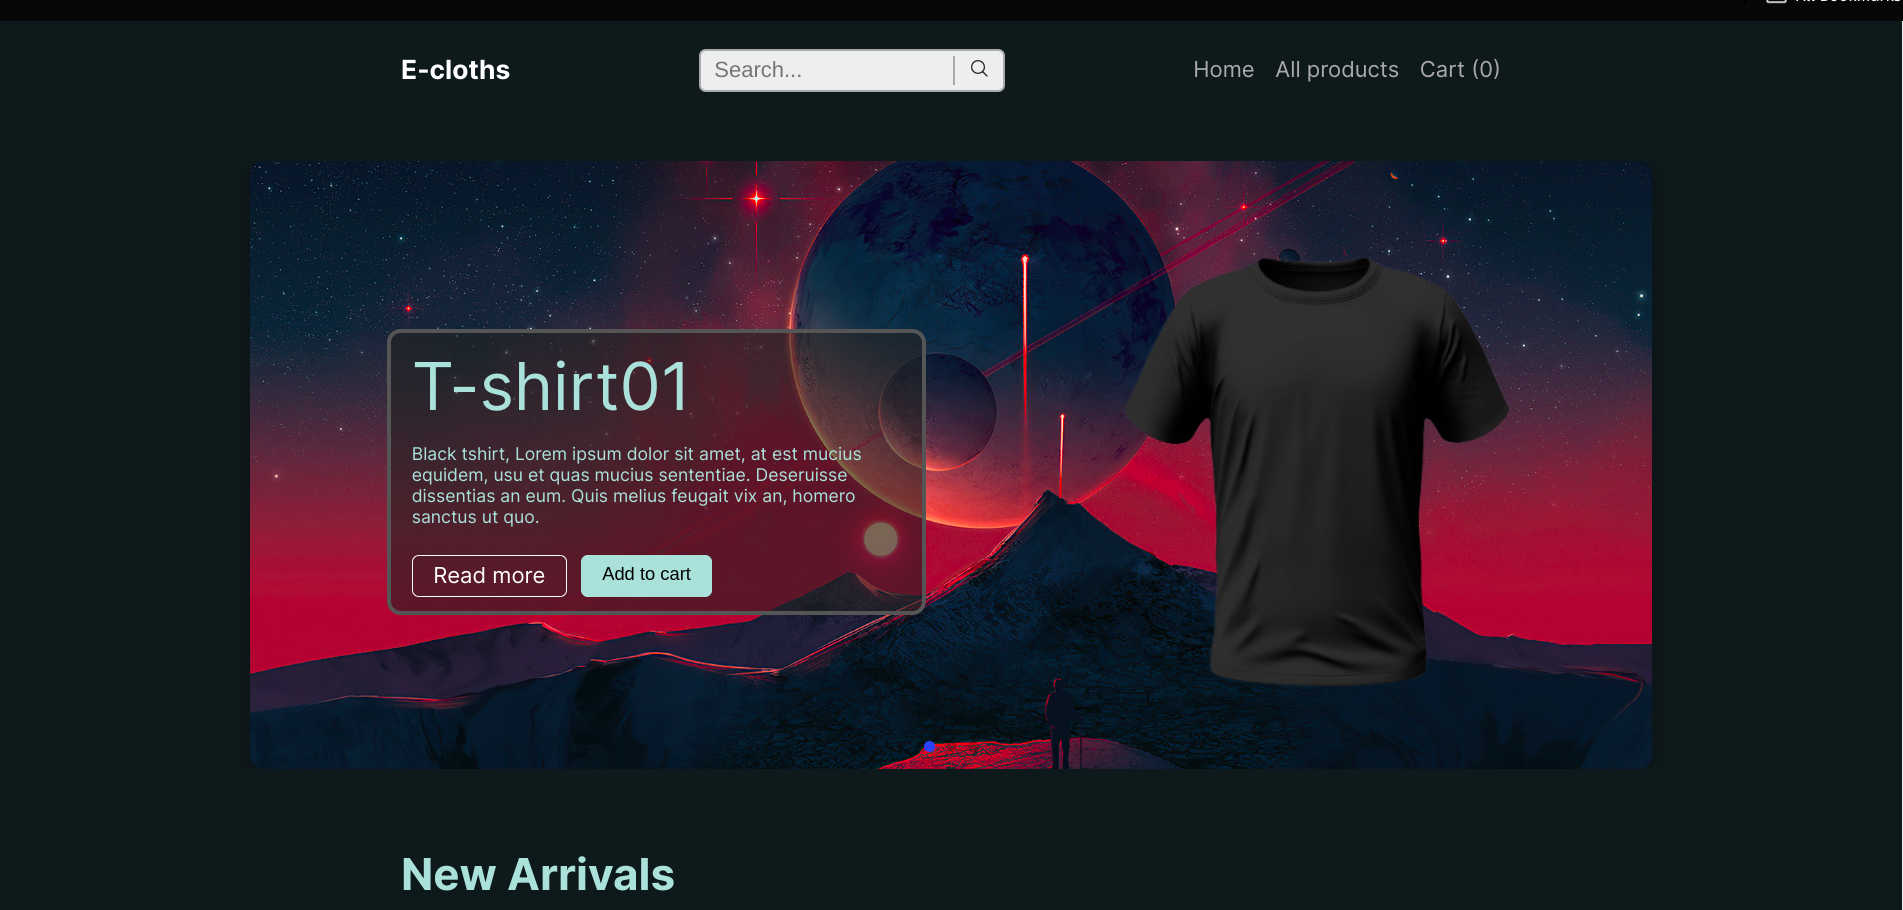 E-cloths
Search...
Home
All products
Cart (0)
T-shirt01
Black tshirt, Lorem ipsum dolor sit amet, at est mucius
equidem, usu et quas mucius sententiae. Deseruisse
dissentias an eum. Quis melius feugait vix an, homero
sanctus ut quo.
Read more
Add to cart
New Arrivals